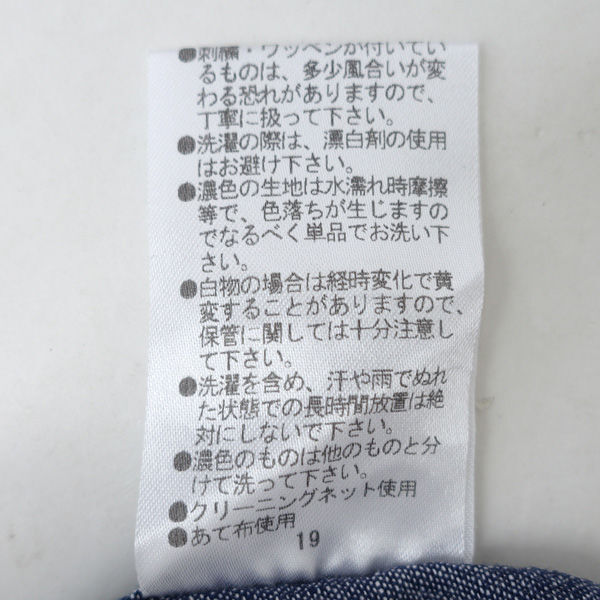 ●刺繍・ワッペンが付いてい
るものは、多少風合いが変
わる恐れがありますので、
丁寧に扱って下さい。
●洗濯の際は、漂白剤の使用
はお避け下さい。
●濃色の生地は水濡れ時摩擦
等で、色落ちが生じますの
でなるべく単品でお洗い下
さい。
●白物の場合は経時変化で黄
変することがありますので、
保管に関しては十分注意し
て下さい。
●洗濯を含め、汗や雨でぬれ
た状態での長時間放置は絶
対にしないで下さい。
●濃色のものは他のものと分
けて洗って下さい。
●クリーニングネット使用
●あて布使用
19